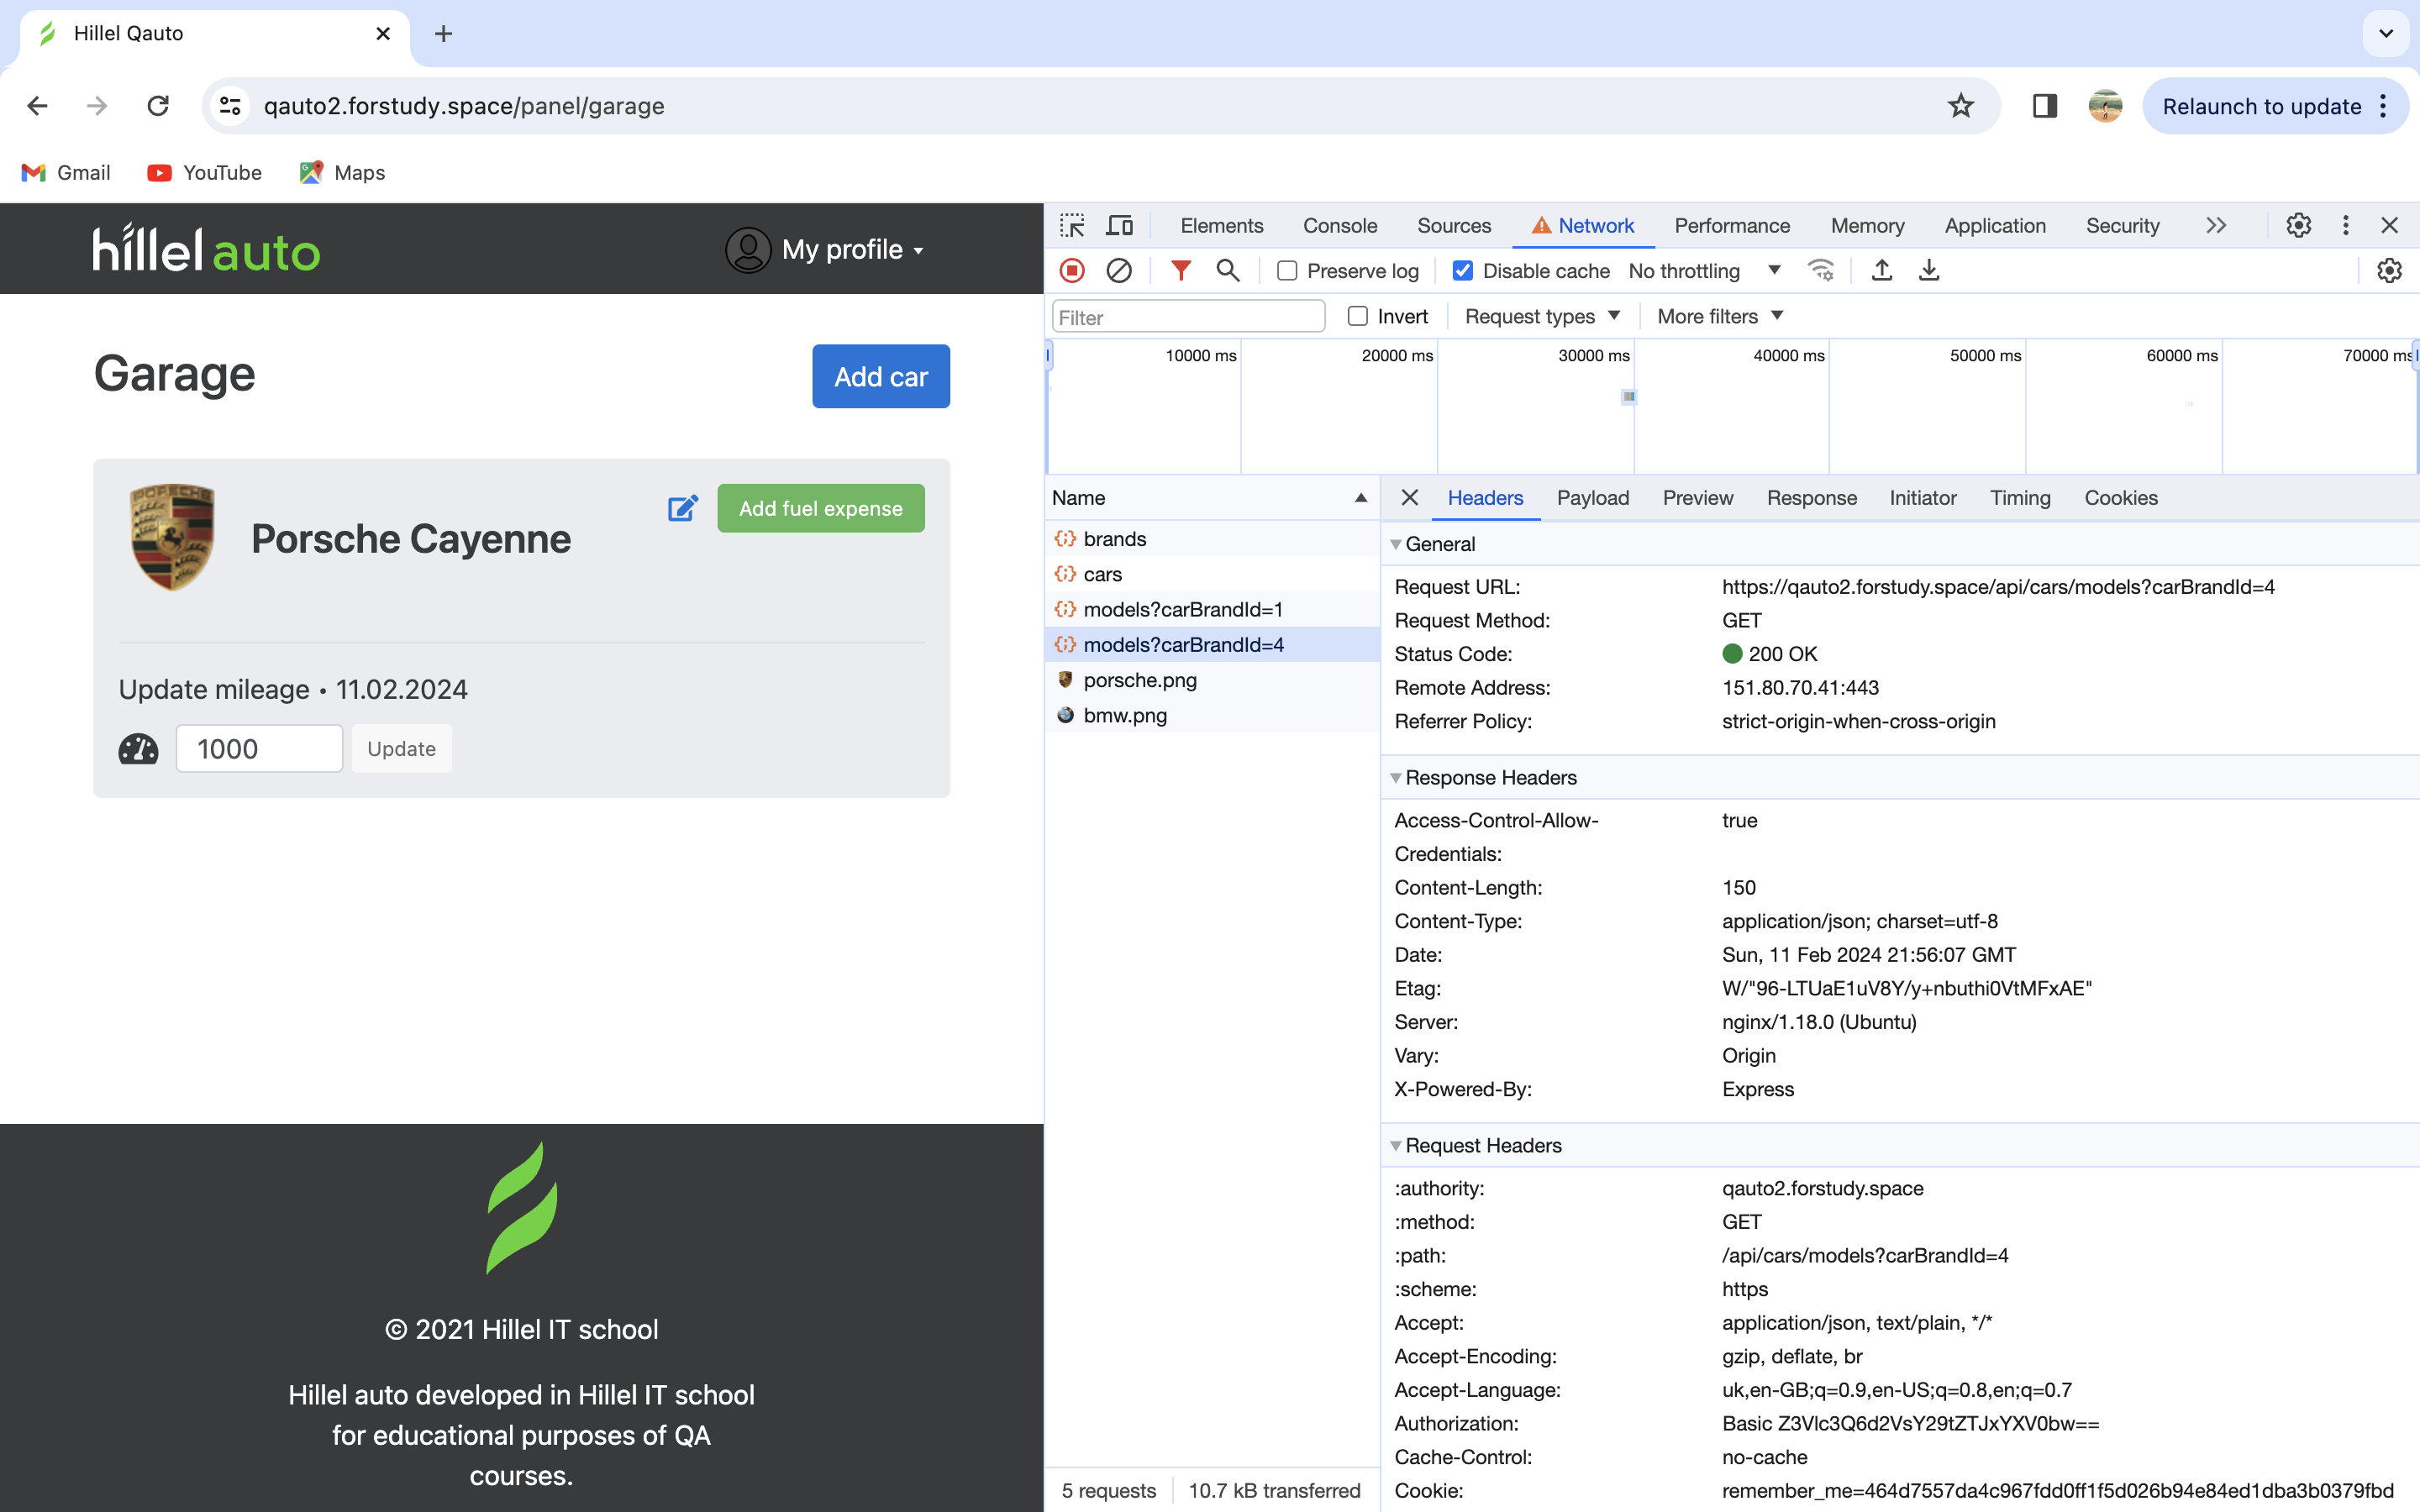 Hillel Qauto
qauto2.forstudy.space/panel/garage
Relaunch to update
Gmail
YouTube
Maps
hillel auto
My profile
Garage
Add car
PORSCHE
Porsche Cayenne
Add fuel expense
Update mileage • 11.02.2024
1000
Update
© 2021 Hillel IT school
Hillel auto developed in Hillel IT school
for educational purposes of QA
courses.
Elements
Console
Sources
Network
Performance
Memory
Application
Security
Preserve log
Disable cache
No throttling
Filter
Invert
Request types
More filters
10000 ms
20000 ms
30000 ms
40000 ms
50000 ms
60000 ms
70000 ms
Name
brands
cars
models?carBrandId=1
models?carBrandId=4
porsche.png
bmw.png
5 requests
10.7 kB transferred
Headers
Payload
Preview
Response
Initiator
Timing
Cookies
General
Request URL: https://qauto2.forstudy.space/api/cars/models?carBrandId=4
Request Method: GET
Status Code: 200 OK
Remote Address: 151.80.70.41:443
Referrer Policy: strict-origin-when-cross-origin
Response Headers
Access-Control-Allow- true
Credentials:
Content-Length: 150
Content-Type: application/json; charset=utf-8
Date: Sun, 11 Feb 2024 21:56:07 GMT
Etag: W/"96-LTUaE1uV8Y/y+nbuthi0VtMFxAE"
Server: nginx/1.18.0 (Ubuntu)
Vary: Origin
X-Powered-By: Express
Request Headers
:authority: qauto2.forstudy.space
:method: GET
:path: /api/cars/models?carBrandId=4
:scheme: https
Accept: application/json, text/plain, */*
Accept-Encoding: gzip, deflate, br
Accept-Language: uk,en-GB;q=0.9,en-US;q=0.8,en;q=0.7
Authorization: Basic Z3Vlc3Q6d2VsY29tZTJxYXV0bw==
Cache-Control: no-cache
Cookie: remember_me=464d7557da4c967fdd0ff1f5d026b94e84ed1dba3b0379fbd